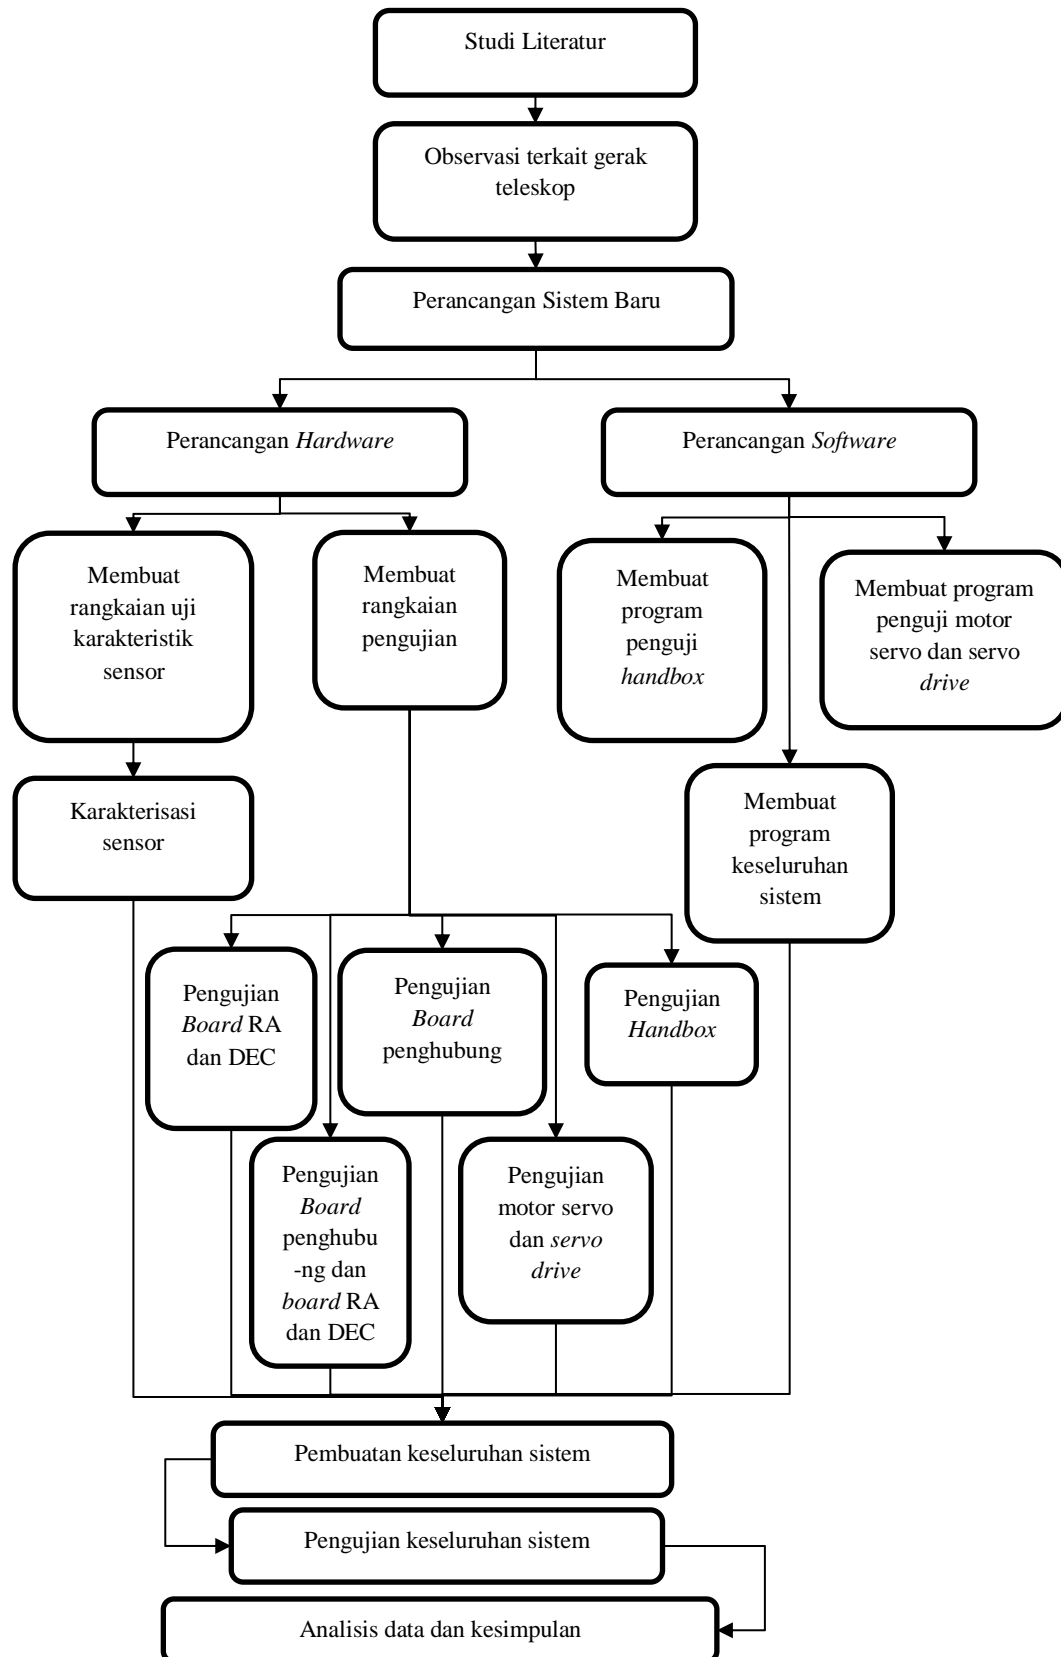 Studi Literatur
Observasi terkait gerak
teleskop
Perancangan Sistem Baru
Perancangan Hardware
Perancangan Software
Membuat
rangkaian uji
karakteristik
sensor
Membuat
rangkaian
pengujian
Membuat
program
penguji
handbox
Membuat program
penguji motor
servo dan servo
drive
Karakterisasi
sensor
Membuat
program
keseluruhan
sistem
Pengujian
Board RA
dan DEC
Pengujian
Board
penghubung
Pengujian
Handbox
Pengujian
Board
penghubu
-ng dan
board RA
dan DEC
Pengujian
motor servo
dan servo
drive
Pembuatan keseluruhan sistem
Pengujian keseluruhan sistem
Analisis data dan kesimpulan